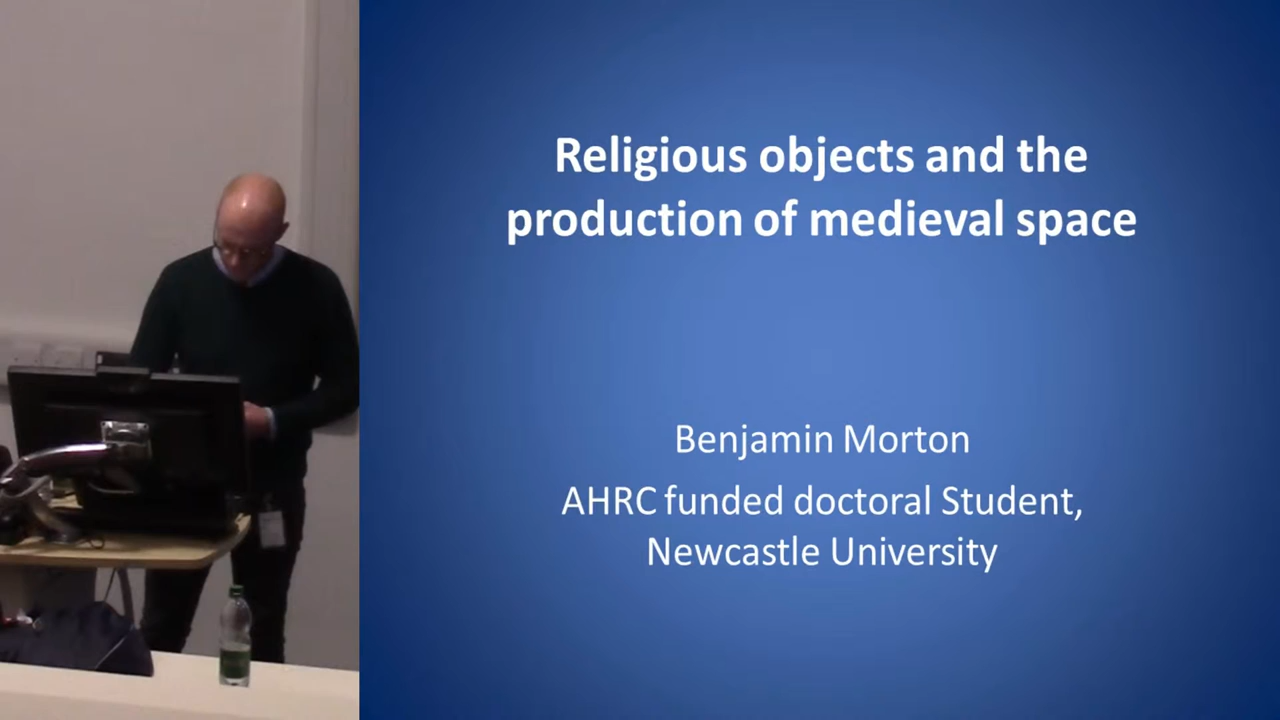 Religious objects and the
production of medieval space
Benjamin Morton
AHRC funded doctoral Student,
Newcastle University